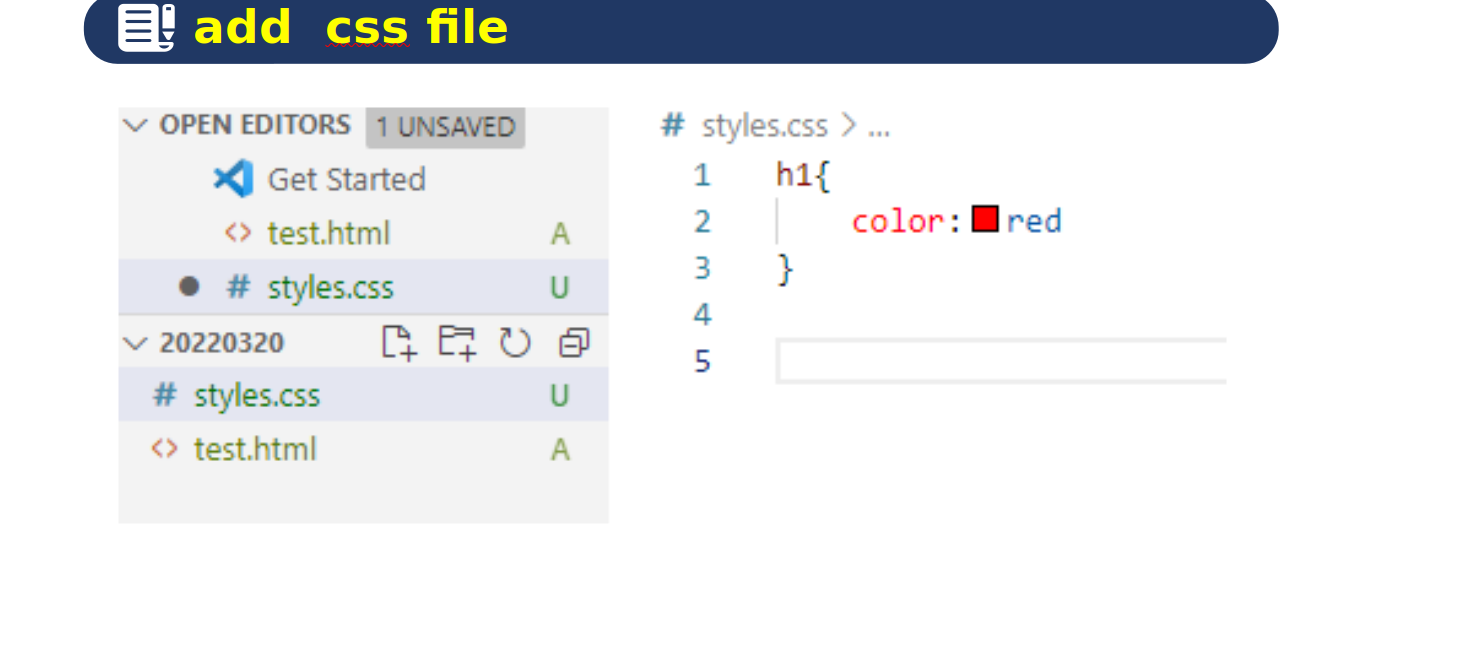 add css file
OPEN EDITORS 1 UNSAVED
Get Started
<> test.html A
# styles.css U
20220320
# styles.css U
<> test.html A
# styles.css > ...
1 h1{
2 color: red
3 }
4
5